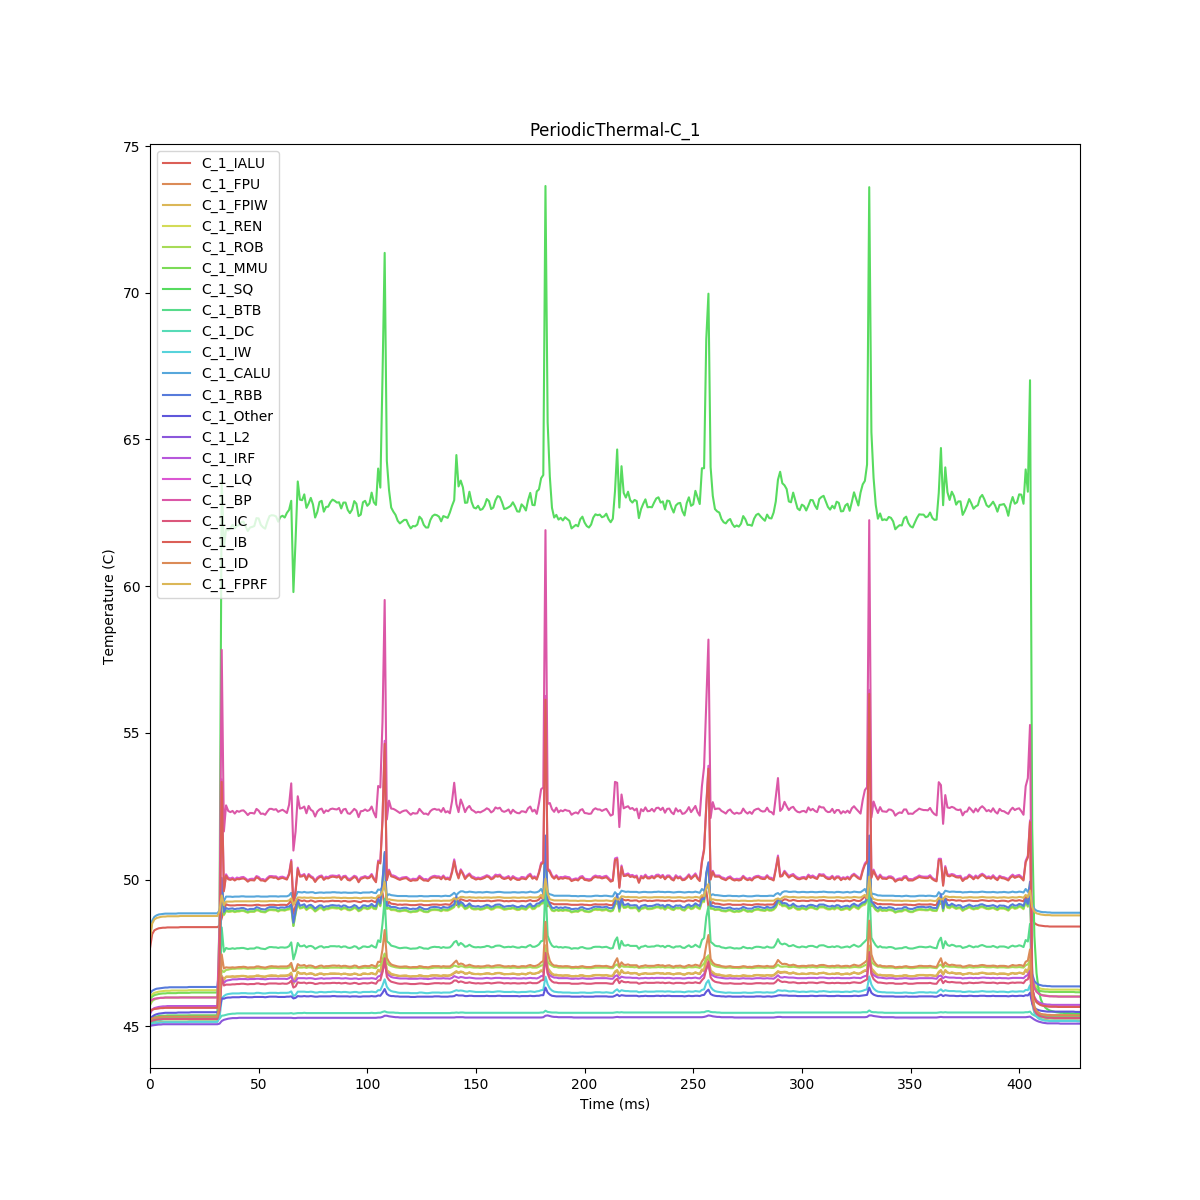 PeriodicThermal-C_1
75
70
65
60
55
50
45
Temperature (C)
C_1_IALU
C_1_FPU
C_1_FPIW
C_1_REN
C_1_ROB
C_1_MMU
C_1_SQ
C_1_BTB
C_1_DC
C_1_IW
C_1_CALU
C_1_RBB
C_1_Other
C_1_L2
C_1_IRF
C_1_LQ
C_1_BP
C_1_IC
C_1_IB
C_1_ID
C_1_FPRF
0 50 100 150 200 250 300 350 400
Time (ms)